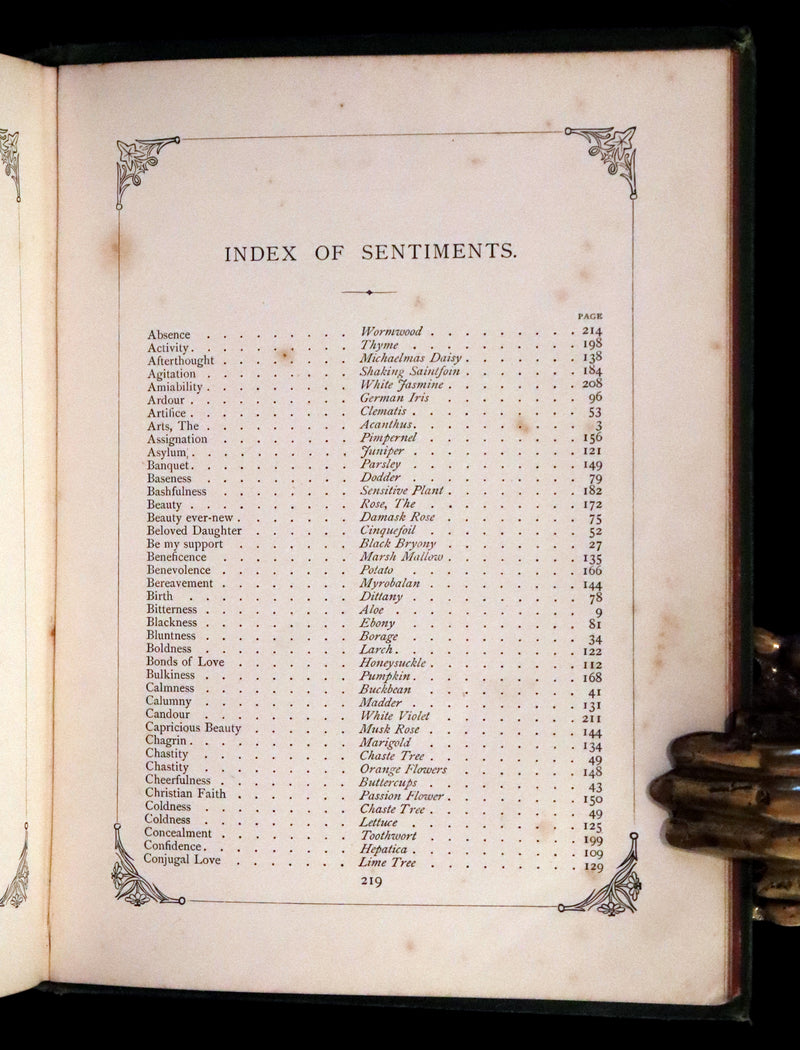 INDEX OF SENTIMENTS.
PAGE
Absence . . . . . . . . . Wormwood . . . . . . . . . 214
Activity . . . . . . . . . Thyme . . . . . . . . . 198
Afterthought . . . . . . . . Michaelmas Daisy . . . . . . . 138
Agitation . . . . . . . . . Shaking Saintfoin . . . . . . . 184
Amiability . . . . . . . . . White Jasmine . . . . . . . . 208
Ardour . . . . . . . . . German Iris . . . . . . . . 96
Artifice . . . . . . . . . Clematis . . . . . . . . . 53
Arts, The . . . . . . . . . Acanthus . . . . . . . . . 3
Assignation . . . . . . . . Pimpernel . . . . . . . . 156
Asylum . . . . . . . . . Juniper . . . . . . . . . 121
Banquet . . . . . . . . . Parsley . . . . . . . . . 149
Baseness . . . . . . . . . Dodder . . . . . . . . . 79
Bashfulness . . . . . . . . Sensitive Plant . . . . . . . . 182
Beauty . . . . . . . . . Rose, The . . . . . . . . 172
Beauty ever-new . . . . . . . Damask Rose . . . . . . . . 75
Beloved Daughter . . . . . . Cinquefoil . . . . . . . . 52
Be my support . . . . . . . Black Bryony . . . . . . . . 27
Beneficence . . . . . . . . Marsh Mallow . . . . . . . . 135
Benevolence . . . . . . . . Potato . . . . . . . . . 166
Bereavement . . . . . . . . Myrobalan . . . . . . . . 144
Birth . . . . . . . . . Dittany . . . . . . . . . 78
Bitterness . . . . . . . . . Aloe . . . . . . . . . 9
Blackness . . . . . . . . . Ebony . . . . . . . . . 81
Bluntness . . . . . . . . . Borage . . . . . . . . . 34
Boldness . . . . . . . . . Larch . . . . . . . . . 122
Bonds of Love . . . . . . . Honeysuckle . . . . . . . . 112
Bulkiness . . . . . . . . . Pumpkin . . . . . . . . . 168
Calmness . . . . . . . . . Buckbean . . . . . . . . 41
Calumny . . . . . . . . . Madder . . . . . . . . . 131
Candour . . . . . . . . . White Violet . . . . . . . . 211
Capricious Beauty . . . . . . Musk Rose . . . . . . . . 144
Chagrin . . . . . . . . . Marigold . . . . . . . . . 134
Chastity . . . . . . . . . Chaste Tree . . . . . . . . 49
Chastity . . . . . . . . . Orange Flowers . . . . . . . 148
Cheerfulness . . . . . . . . Buttercups . . . . . . . . 43
Christian Faith . . . . . . . Passion Flower . . . . . . . . 150
Coldness . . . . . . . . . Chaste Tree . . . . . . . . 49
Coldness . . . . . . . . . Lettuce . . . . . . . . . 125
Concealment . . . . . . . . Toothwort . . . . . . . . 199
Confidence . . . . . . . . Hepatica . . . . . . . . . 109
Conjugal Love . . . . . . . Lime Tree . . . . . . . . 129
219